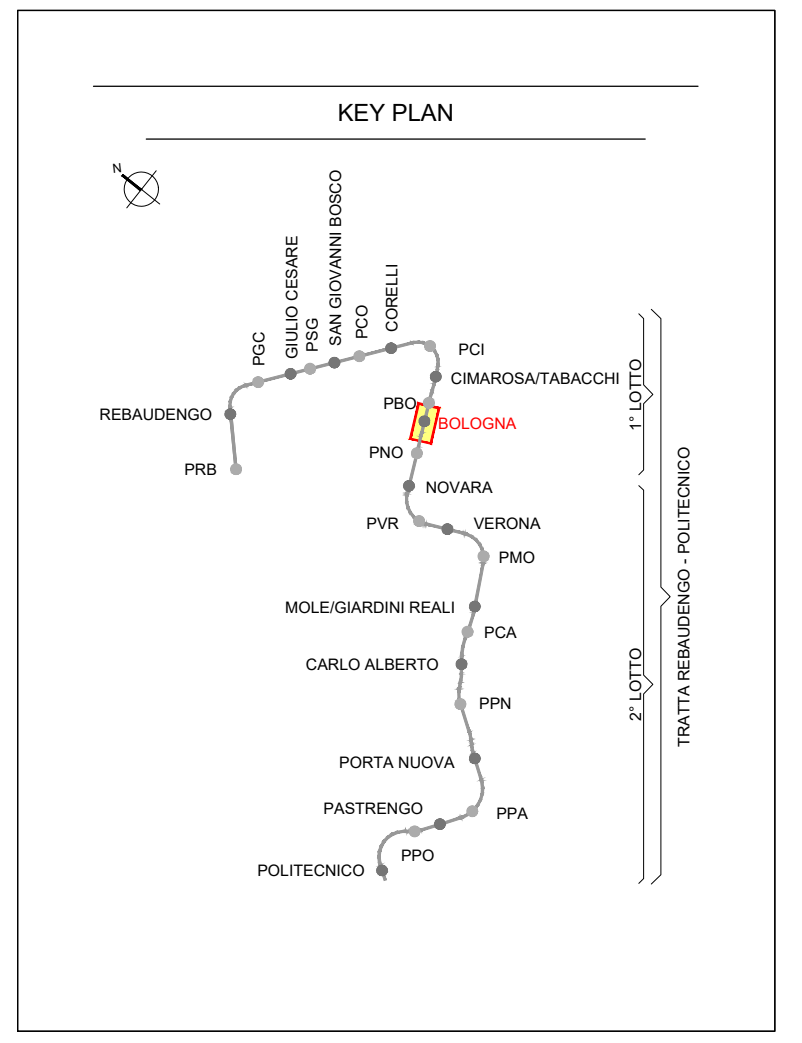 KEY PLAN
N
PGC
GIULIO CESARE
PSG
SAN GIOVANNI BOSCO
PCO
CORELLI
PCI
CIMAROSA/TABACCHI
REBAUDENGO
PRB
PBO
BOLOGNA
PNO
NOVARA
PVR
VERONA
PMO
MOLE/GIARDINI REALI
PCA
CARLO ALBERTO
PPN
PORTA NUOVA
PASTRENGO
PPA
PPO
POLITECNICO
1° LOTTO
2° LOTTO
TRATTA REBAUDENGO - POLITECNICO